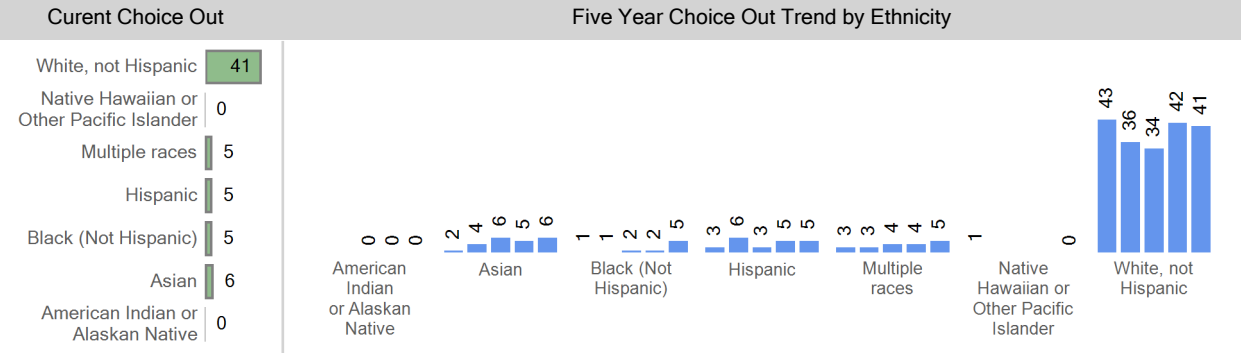 Curent Choice Out
Five Year Choice Out Trend by Ethnicity
White, not Hispanic 41
Native Hawaiian or
Other Pacific Islander 0
Multiple races 5
Hispanic 5
Black (Not Hispanic) 5
Asian 6
American Indian or
Alaskan Native 0
0 0 0
American
Indian
or Alaskan
Native
2 4 6 5 6
Asian
1 1 2 2 5
Black (Not
Hispanic)
3 6 3 5 5
Hispanic
3 3 4 4 5
Multiple
races
1 0
Native
Hawaiian or
Other Pacific
Islander
43 36 34 42 41
White, not
Hispanic